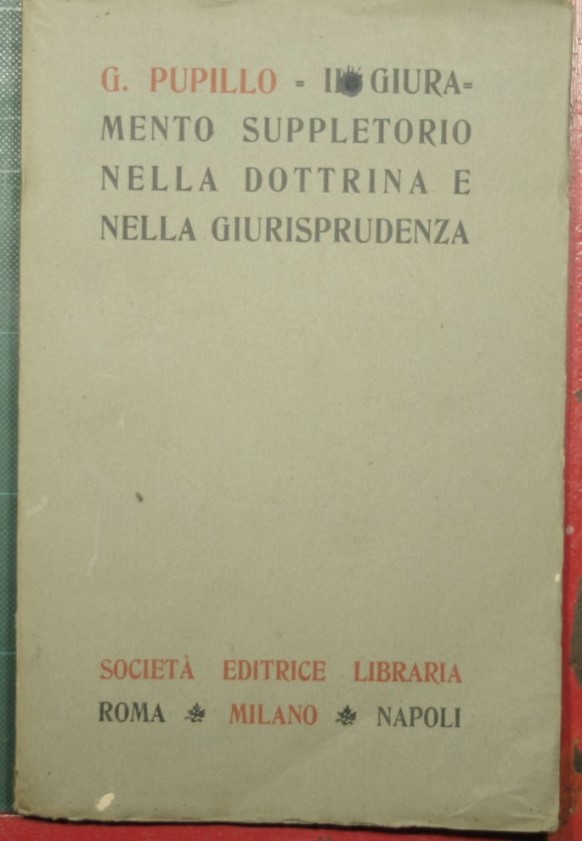 G. PUPILLO = IL GIURA=
MENTO SUPPLETORIO
NELLA DOTTRINA E
NELLA GIURISPRUDENZA
SOCIETÀ EDITRICE LIBRARIA
ROMA MILANO NAPOLI